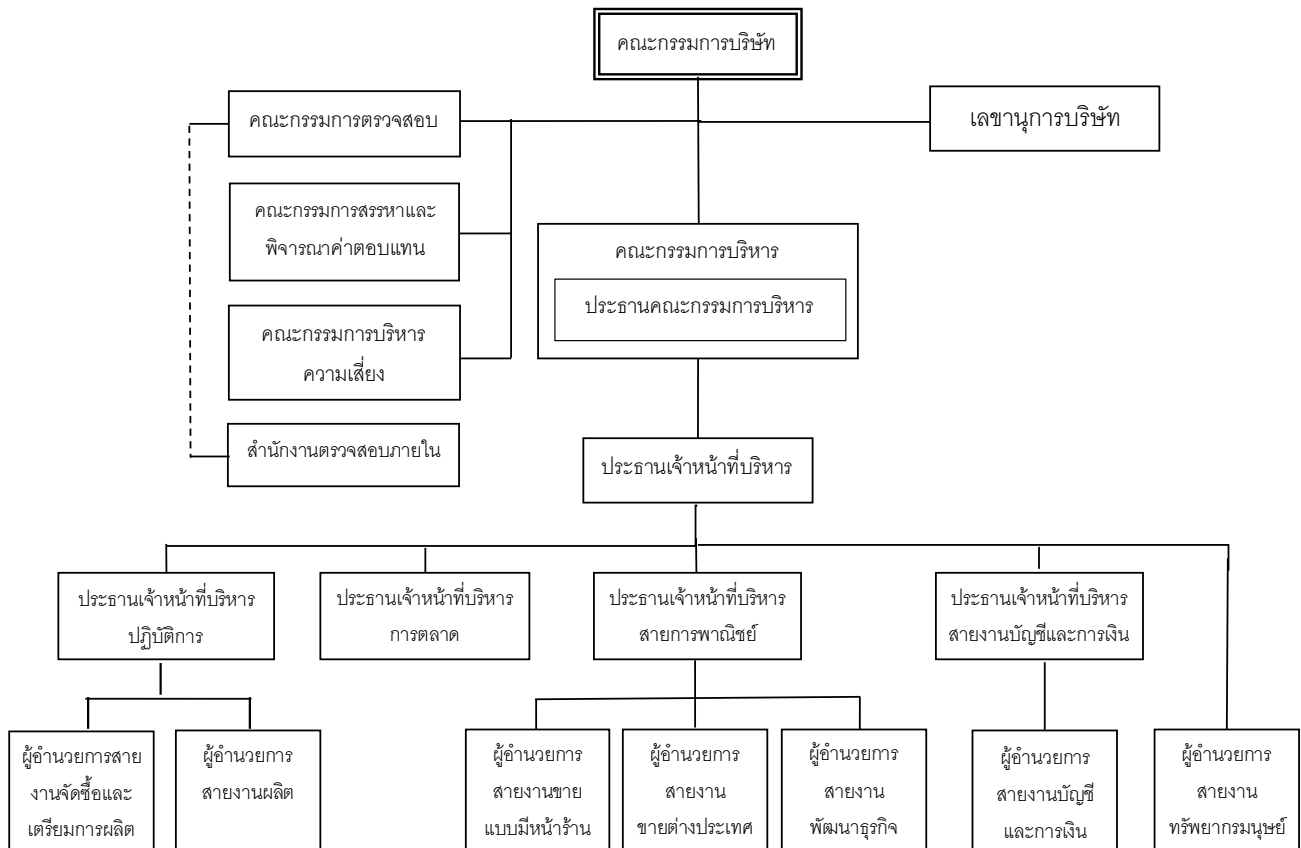 คณะกรรมการบริษัท
คณะกรรมการตรวจสอบ
เลขานุการบริษัท
คณะกรรมการสรรหาและ
พิจารณาค่าตอบแทน
คณะกรรมการบริหาร
ประธานคณะกรรมการบริหาร
คณะกรรมการบริหาร
ความเสี่ยง
สำนักงานตรวจสอบภายใน
ประธานเจ้าหน้าที่บริหาร
ประธานเจ้าหน้าที่บริหาร
ปฏิบัติการ
ประธานเจ้าหน้าที่บริหาร
การตลาด
ประธานเจ้าหน้าที่บริหาร
สายการพาณิชย์
ประธานเจ้าหน้าที่บริหาร
สายงานบัญชีและการเงิน
ผู้อำนวยการสาย
งานจัดซื้อและ
เตรียมการผลิต
ผู้อำนวยการ
สายงานผลิต
ผู้อำนวยการ
สายงานขาย
แบบมีหน้าร้าน
ผู้อำนวยการ
สายงาน
ขายต่างประเทศ
ผู้อำนวยการ
สายงาน
พัฒนาธุรกิจ
ผู้อำนวยการ
สายงานบัญชี
และการเงิน
ผู้อำนวยการ
สายงาน
ทรัพยากรมนุษย์